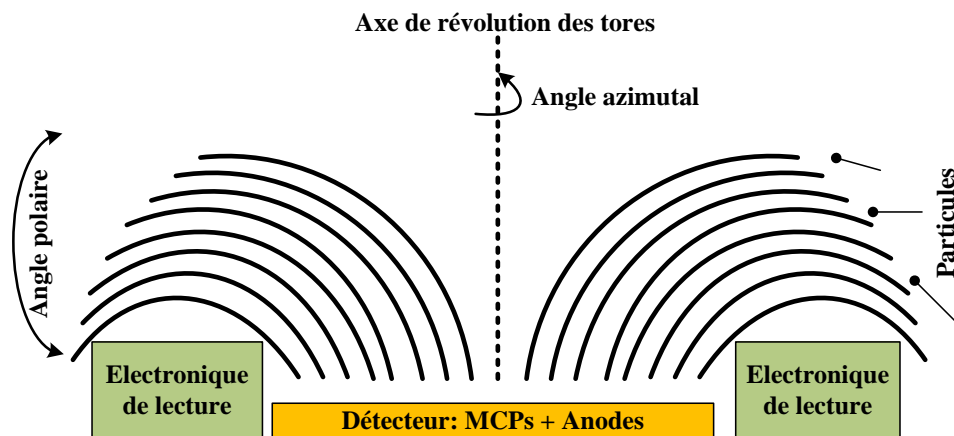 Axe de révolution des tores
Angle azimutal
Angle polaire
Particules
Electronique
de lecture
Détecteur: MCPs + Anodes
Electronique
de lecture